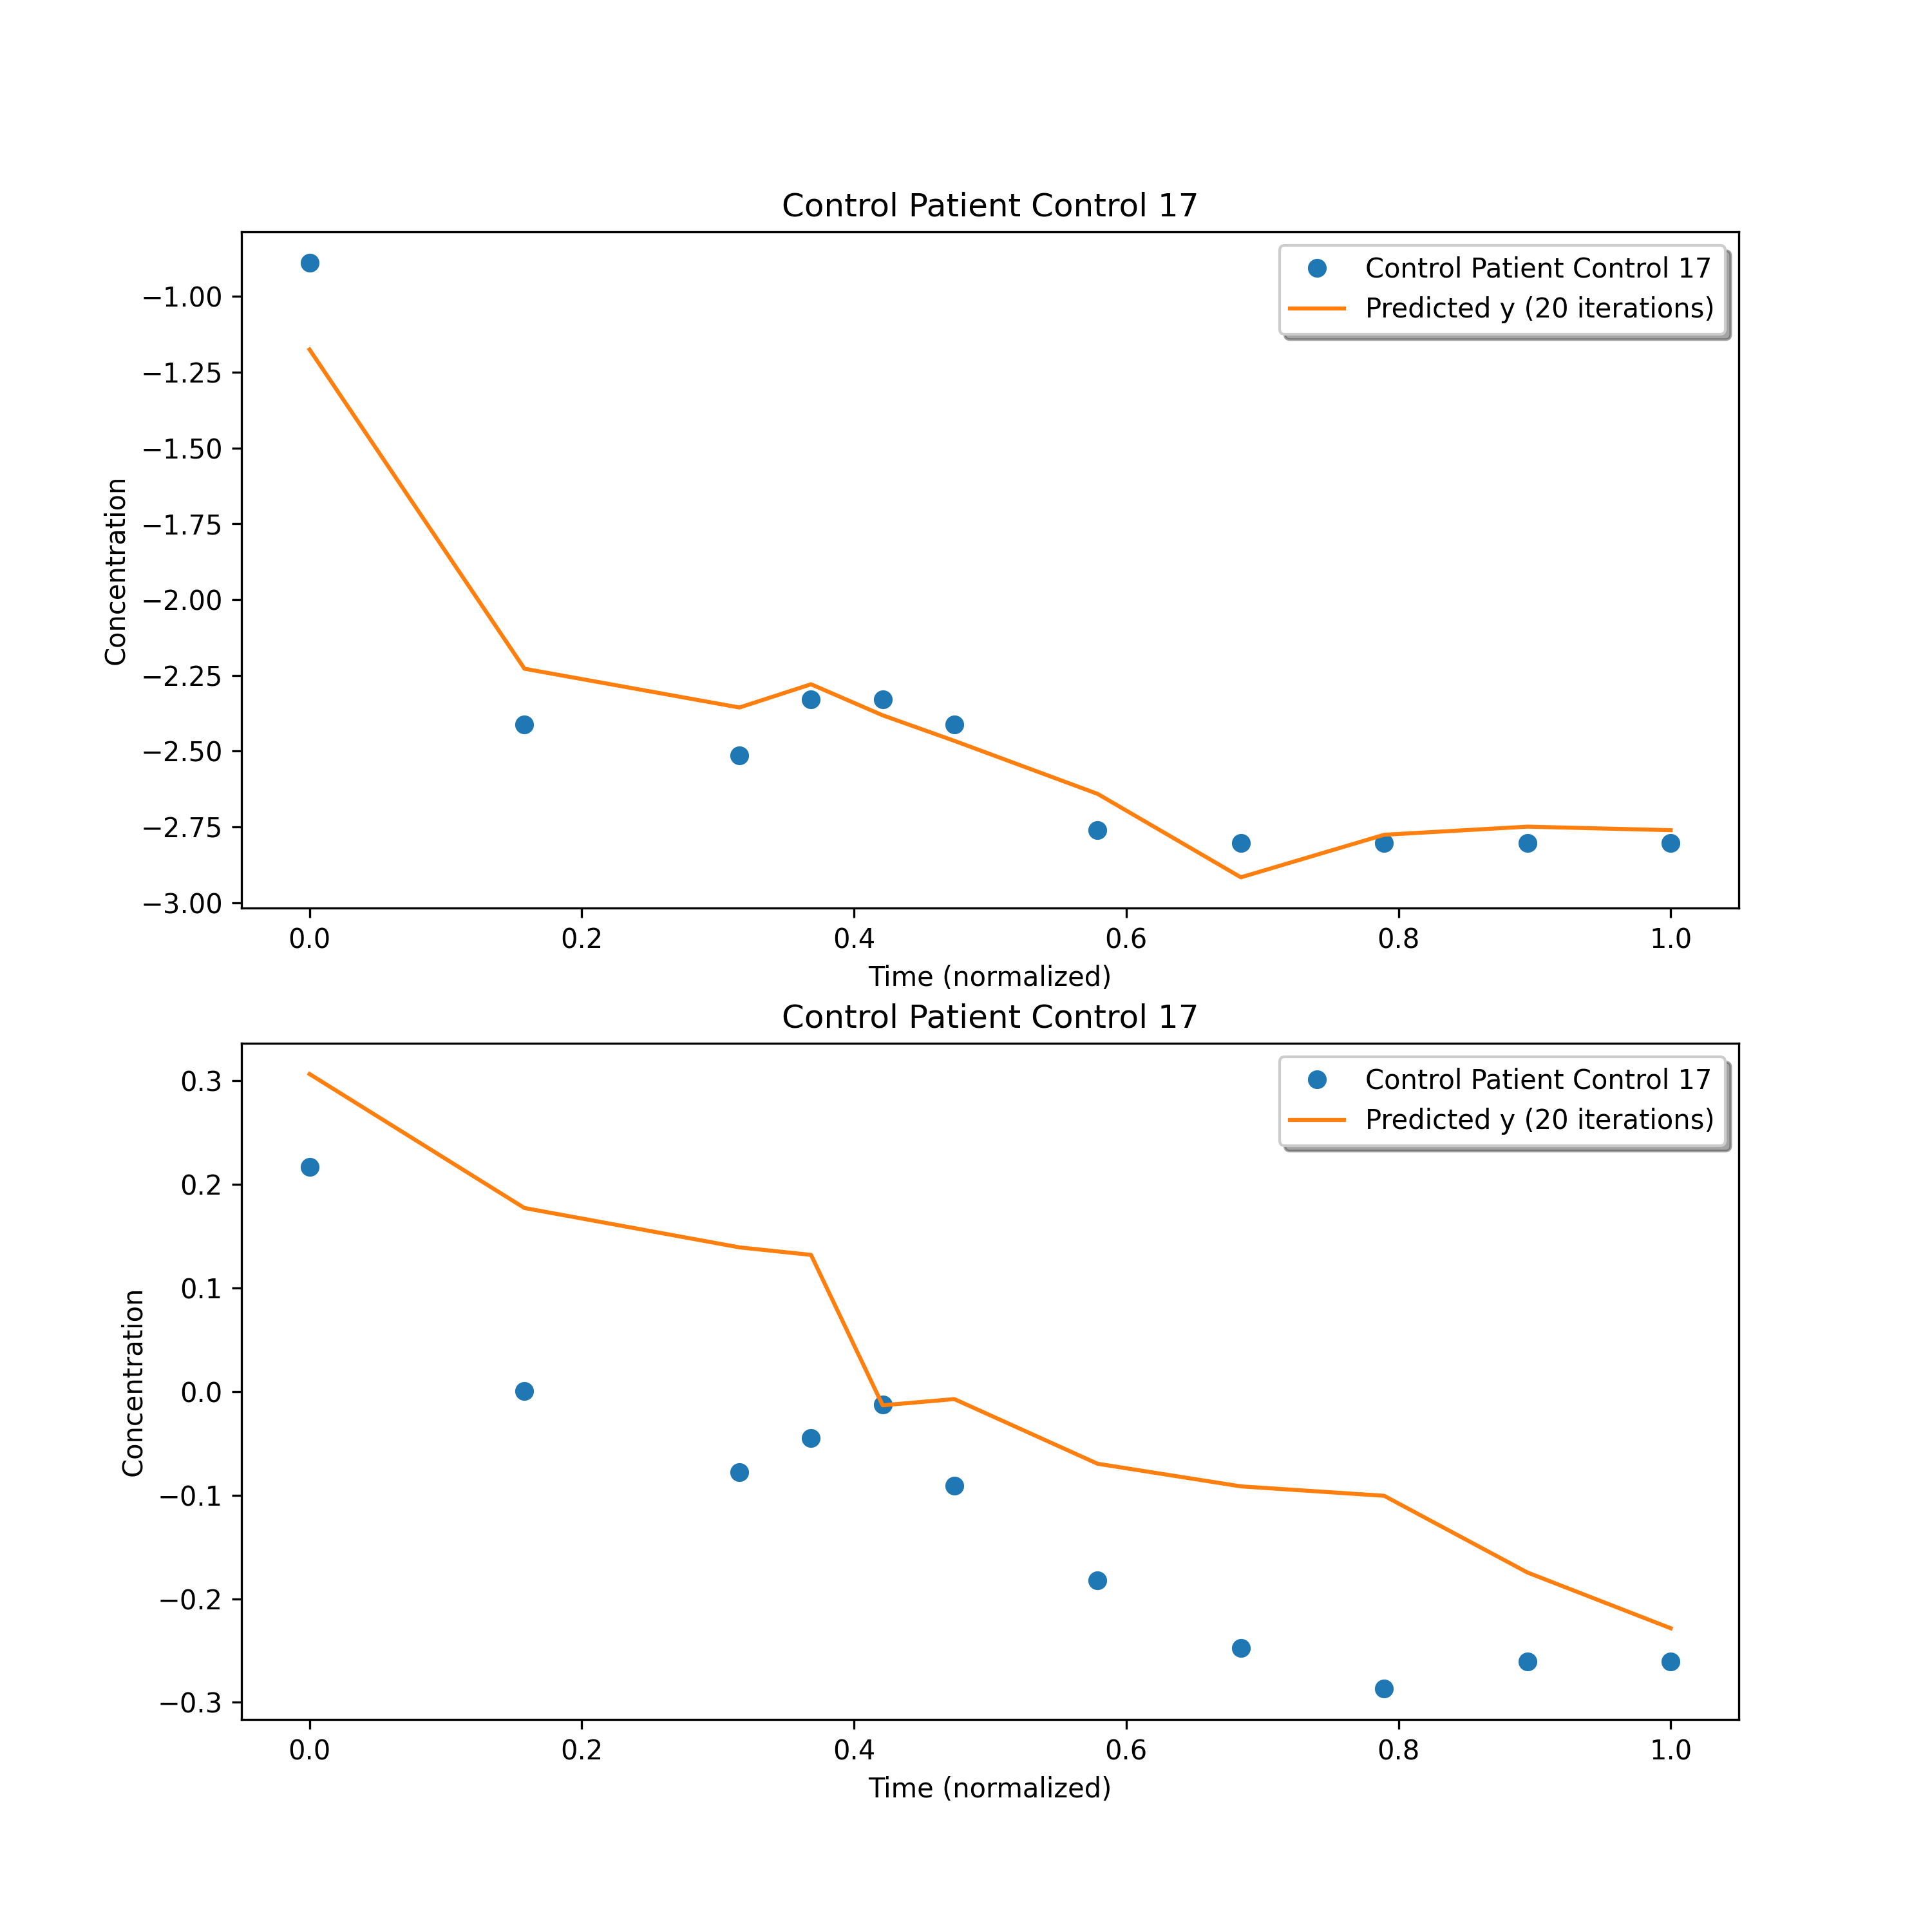 Control Patient Control 17
Control Patient Control 17
Predicted y (20 iterations)
−1.00
−1.25
−1.50
−1.75
−2.00
−2.25
−2.50
−2.75
−3.00
Concentration
0.0 0.2 0.4 0.6 0.8 1.0
Time (normalized)
Control Patient Control 17
Control Patient Control 17
Predicted y (20 iterations)
0.3
0.2
0.1
0.0
−0.1
−0.2
−0.3
Concentration
0.0 0.2 0.4 0.6 0.8 1.0
Time (normalized)